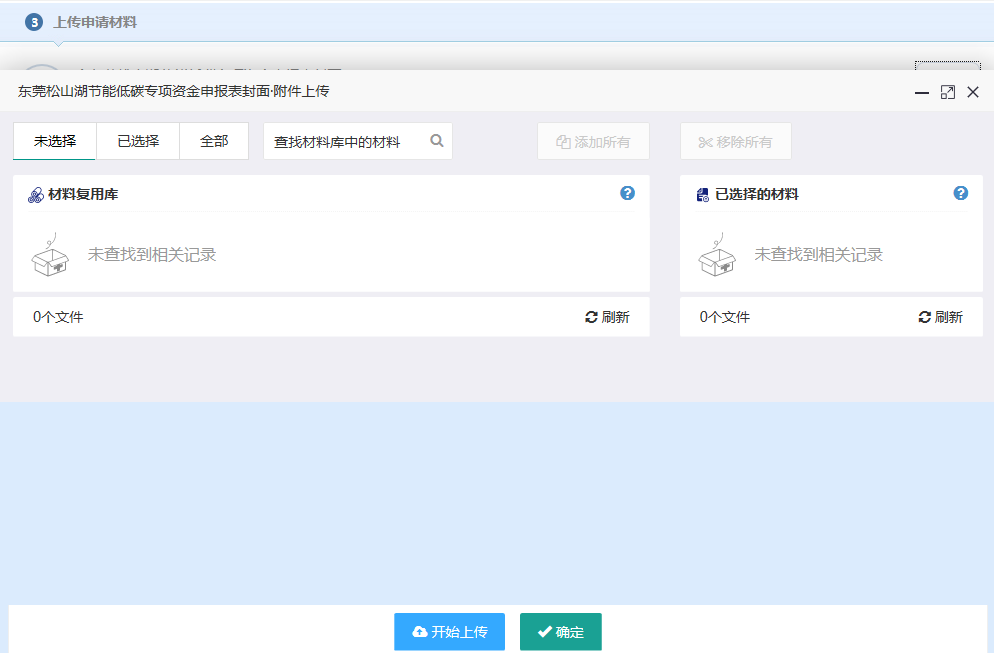 3 上传申请材料
东莞松山湖节能低碳专项资金申报表封面·附件上传
未选择 已选择 全部 查找材料库中的材料 添加所有 移除所有
材料复用库 已选择的材料
未查找到相关记录 未查找到相关记录
0个文件 刷新 0个文件 刷新
开始上传 确定